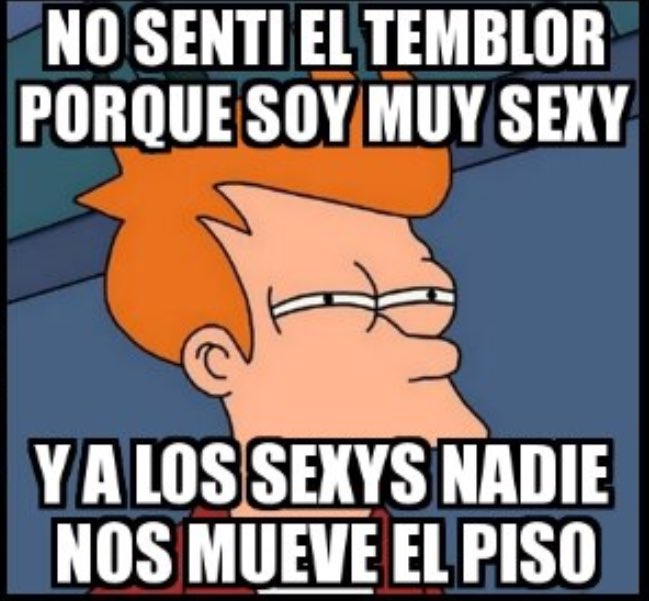 NO SENTI EL TEMBLOR
PORQUE SOY MUY SEXY
Y A LOS SEXYS NADIE
NOS MUEVE EL PISO